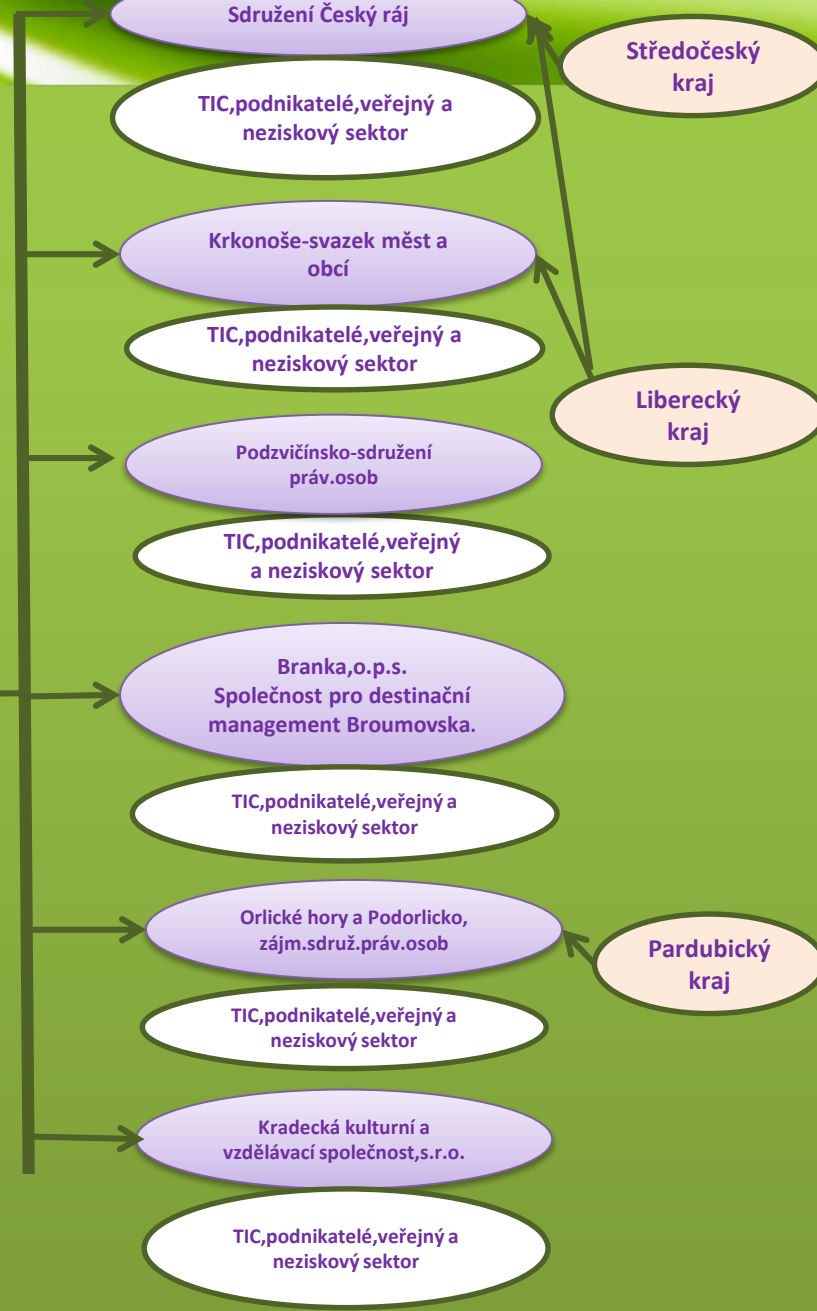 Sdružení Český ráj
Středočeský
kraj
TIC,podnikatelé,veřejný a
neziskový sektor
Krkonoše-svazek měst a
obcí
TIC,podnikatelé,veřejný a
neziskový sektor
Liberecký
kraj
Podzvičínsko-sdružení
práv.osob
TIC,podnikatelé,veřejný
a neziskový sektor
Branka,o.p.s.
Společnost pro destinační
management Broumovska.
TIC,podnikatelé,veřejný a
neziskový sektor
Orlické hory a Podorlicko,
zájm.sdruž.práv.osob
Pardubický
kraj
TIC,podnikatelé,veřejný a
neziskový sektor
Kradecká kulturní a
vzdělávací společnost,s.r.o.
TIC,podnikatelé,veřejný a
neziskový sektor